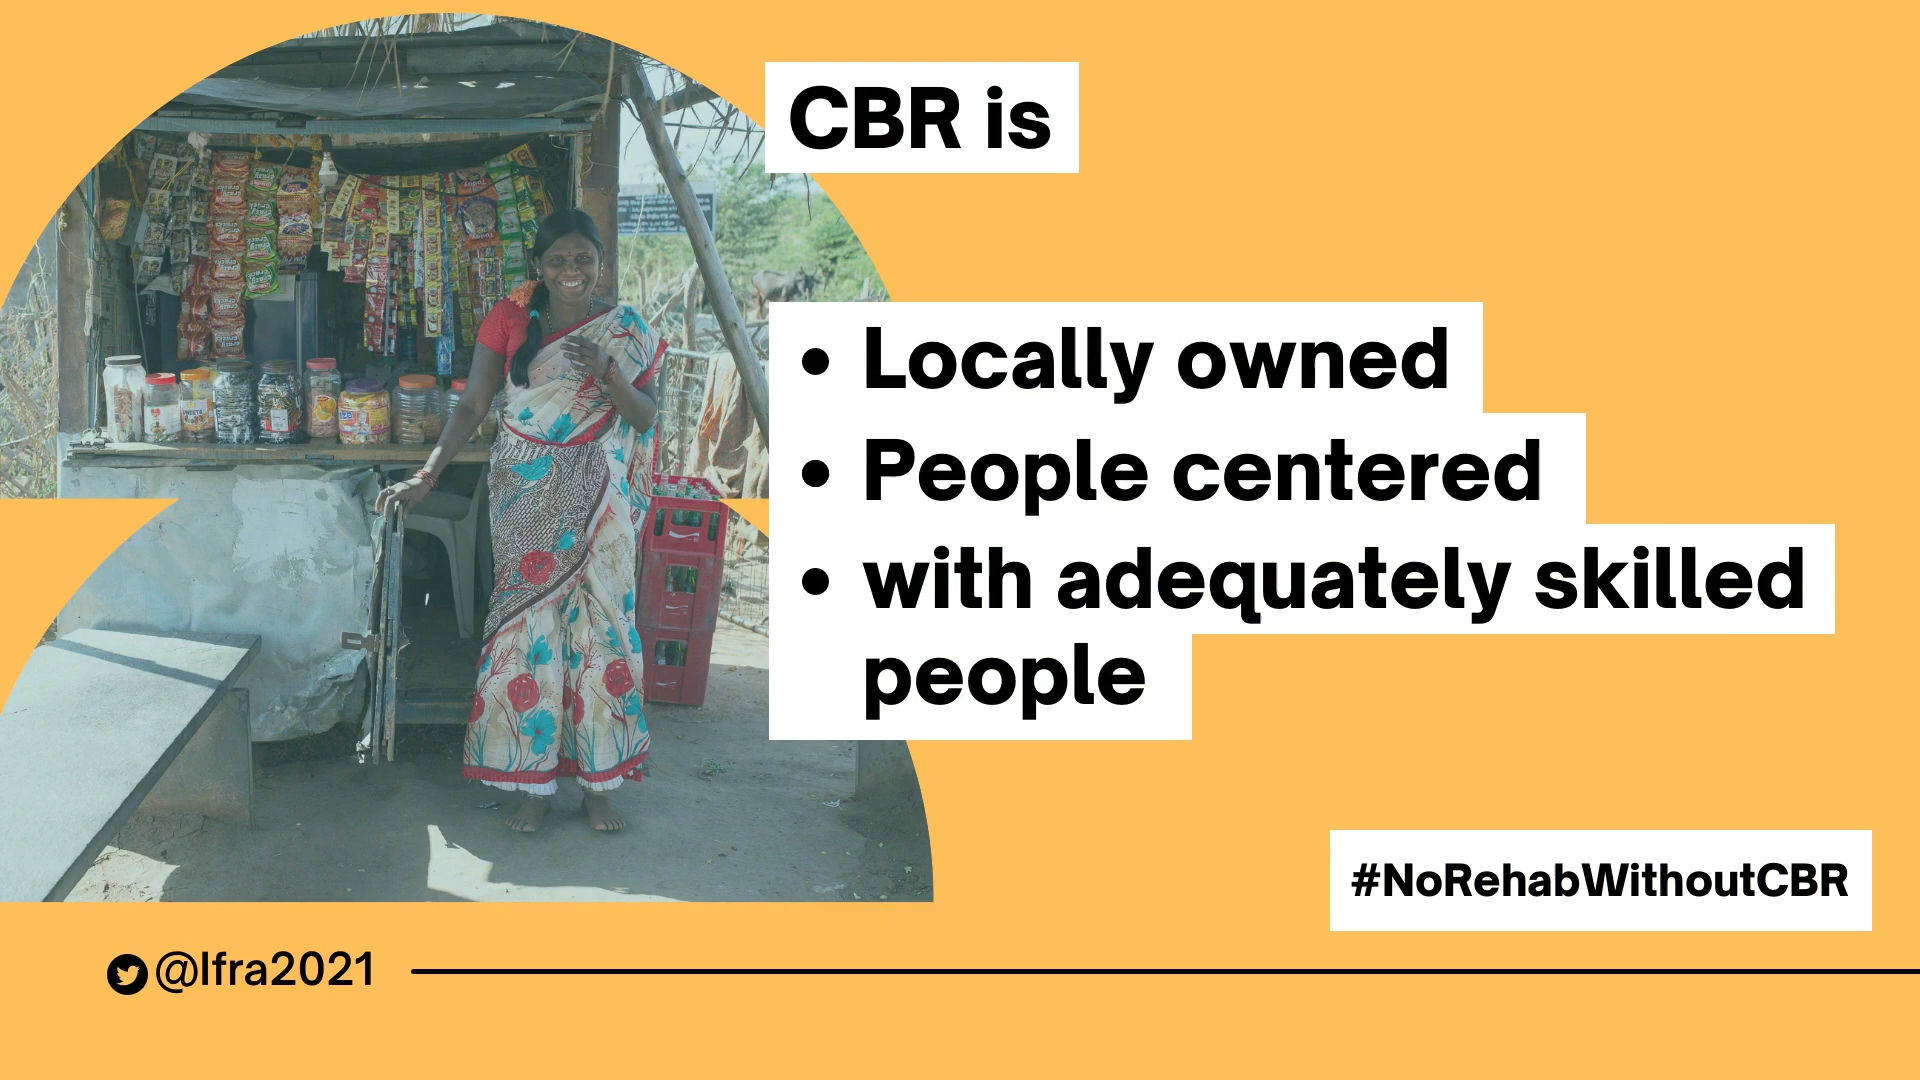 CBR is
• Locally owned
• People centered
• with adequately skilled
people
#NoRehabWithoutCBR
@Ifra2021